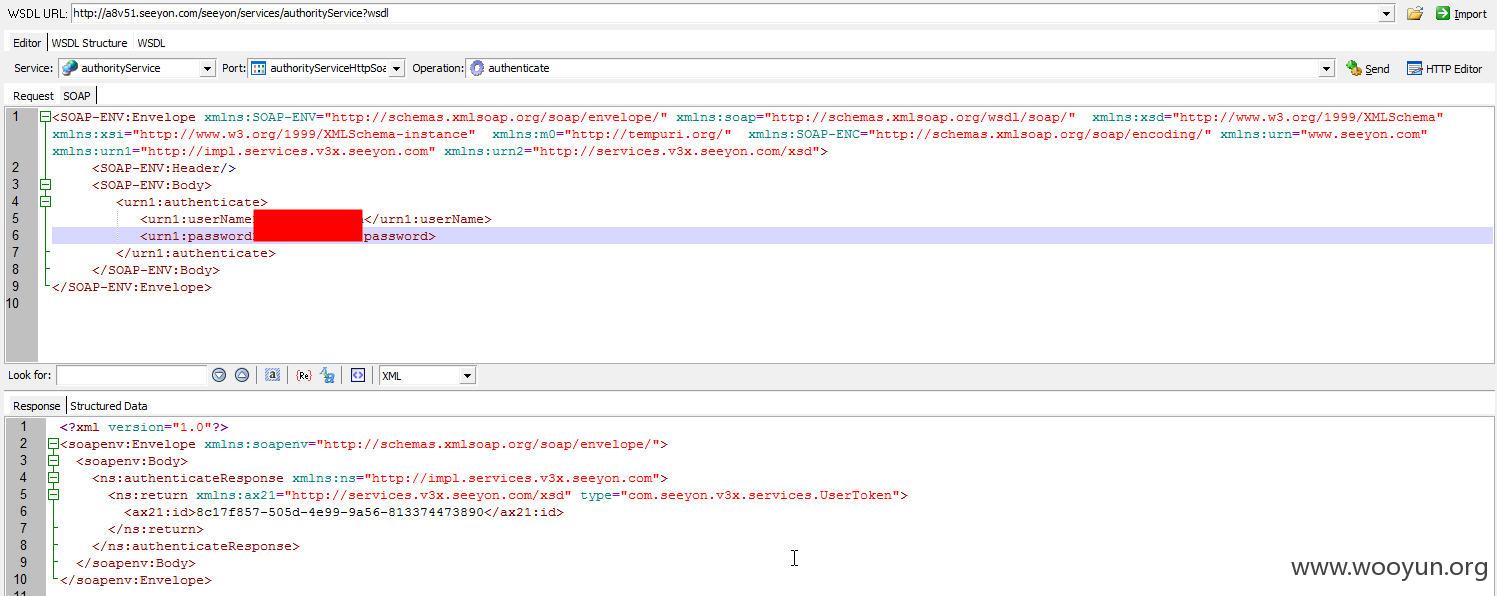 WSDL URL: http://a8v51.seeyon.com/seeyon/services/authorityService?wsdl Import
Editor WSDL Structure WSDL
Service: authorityService Port: authorityServiceHttpSoa Operation: authenticate Send HTTP Editor
Request SOAP
1 <SOAP-ENV:Envelope xmlns:SOAP-ENV="http://schemas.xmlsoap.org/soap/envelope/" xmlns:soap="http://schemas.xmlsoap.org/wsdl/soap/" xmlns:xsd="http://www.w3.org/1999/XMLSchema"
xmlns:xsi="http://www.w3.org/1999/XMLSchema-instance" xmlns:m0="http://tempuri.org/" xmlns:SOAP-ENC="http://schemas.xmlsoap.org/soap/encoding/" xmlns:urn="www.seeyon.com"
xmlns:urn1="http://impl.services.v3x.seeyon.com" xmlns:urn2="http://services.v3x.seeyon.com/xsd">
2 <SOAP-ENV:Header/>
3 <SOAP-ENV:Body>
4 <urn1:authenticate>
5 <urn1:userName </urn1:userName>
6 <urn1:password password>
7 </urn1:authenticate>
8 </SOAP-ENV:Body>
9 </SOAP-ENV:Envelope>
10
Look for: a {Re} XML
Response Structured Data
1 <?xml version="1.0"?>
2 <soapenv:Envelope xmlns:soapenv="http://schemas.xmlsoap.org/soap/envelope/">
3 <soapenv:Body>
4 <ns:authenticateResponse xmlns:ns="http://impl.services.v3x.seeyon.com">
5 <ns:return xmlns:ax21="http://services.v3x.seeyon.com/xsd" type="com.seeyon.v3x.services.UserToken">
6 <ax21:id>8c17f857-505d-4e99-9a56-813374473890</ax21:id>
7 </ns:return>
8 </ns:authenticateResponse>
9 </soapenv:Body>
10 </soapenv:Envelope>
11
www.wooyun.org